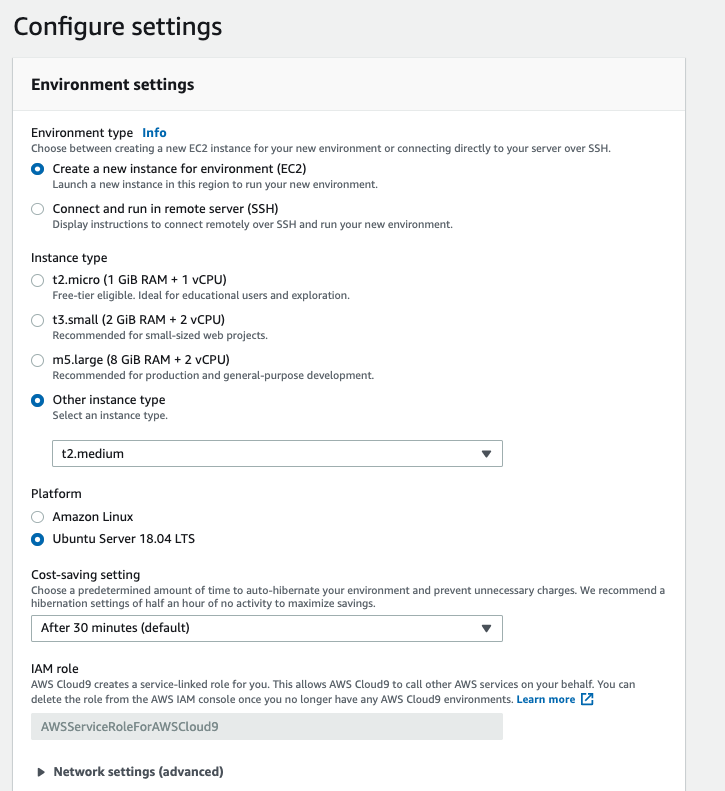 Configure settings
Environment settings
Environment type Info
Choose between creating a new EC2 instance for your new environment or connecting directly to your server over SSH.
Create a new instance for environment (EC2)
Launch a new instance in this region to run your new environment.
Connect and run in remote server (SSH)
Display instructions to connect remotely over SSH and run your new environment.
Instance type
t2.micro (1 GiB RAM + 1 vCPU)
Free-tier eligible. Ideal for educational users and exploration.
t3.small (2 GiB RAM + 2 vCPU)
Recommended for small-sized web projects.
m5.large (8 GiB RAM + 2 vCPU)
Recommended for production and general-purpose development.
Other instance type
Select an instance type.
t2.medium
Platform
Amazon Linux
Ubuntu Server 18.04 LTS
Cost-saving setting
Choose a predetermined amount of time to auto-hibernate your environment and prevent unnecessary charges. We recommend a
hibernation settings of half an hour of no activity to maximize savings.
After 30 minutes (default)
IAM role
AWS Cloud9 creates a service-linked role for you. This allows AWS Cloud9 to call other AWS services on your behalf. You can
delete the role from the AWS IAM console once you no longer have any AWS Cloud9 environments. Learn more
AWSServiceRoleForAWSCloud9
Network settings (advanced)